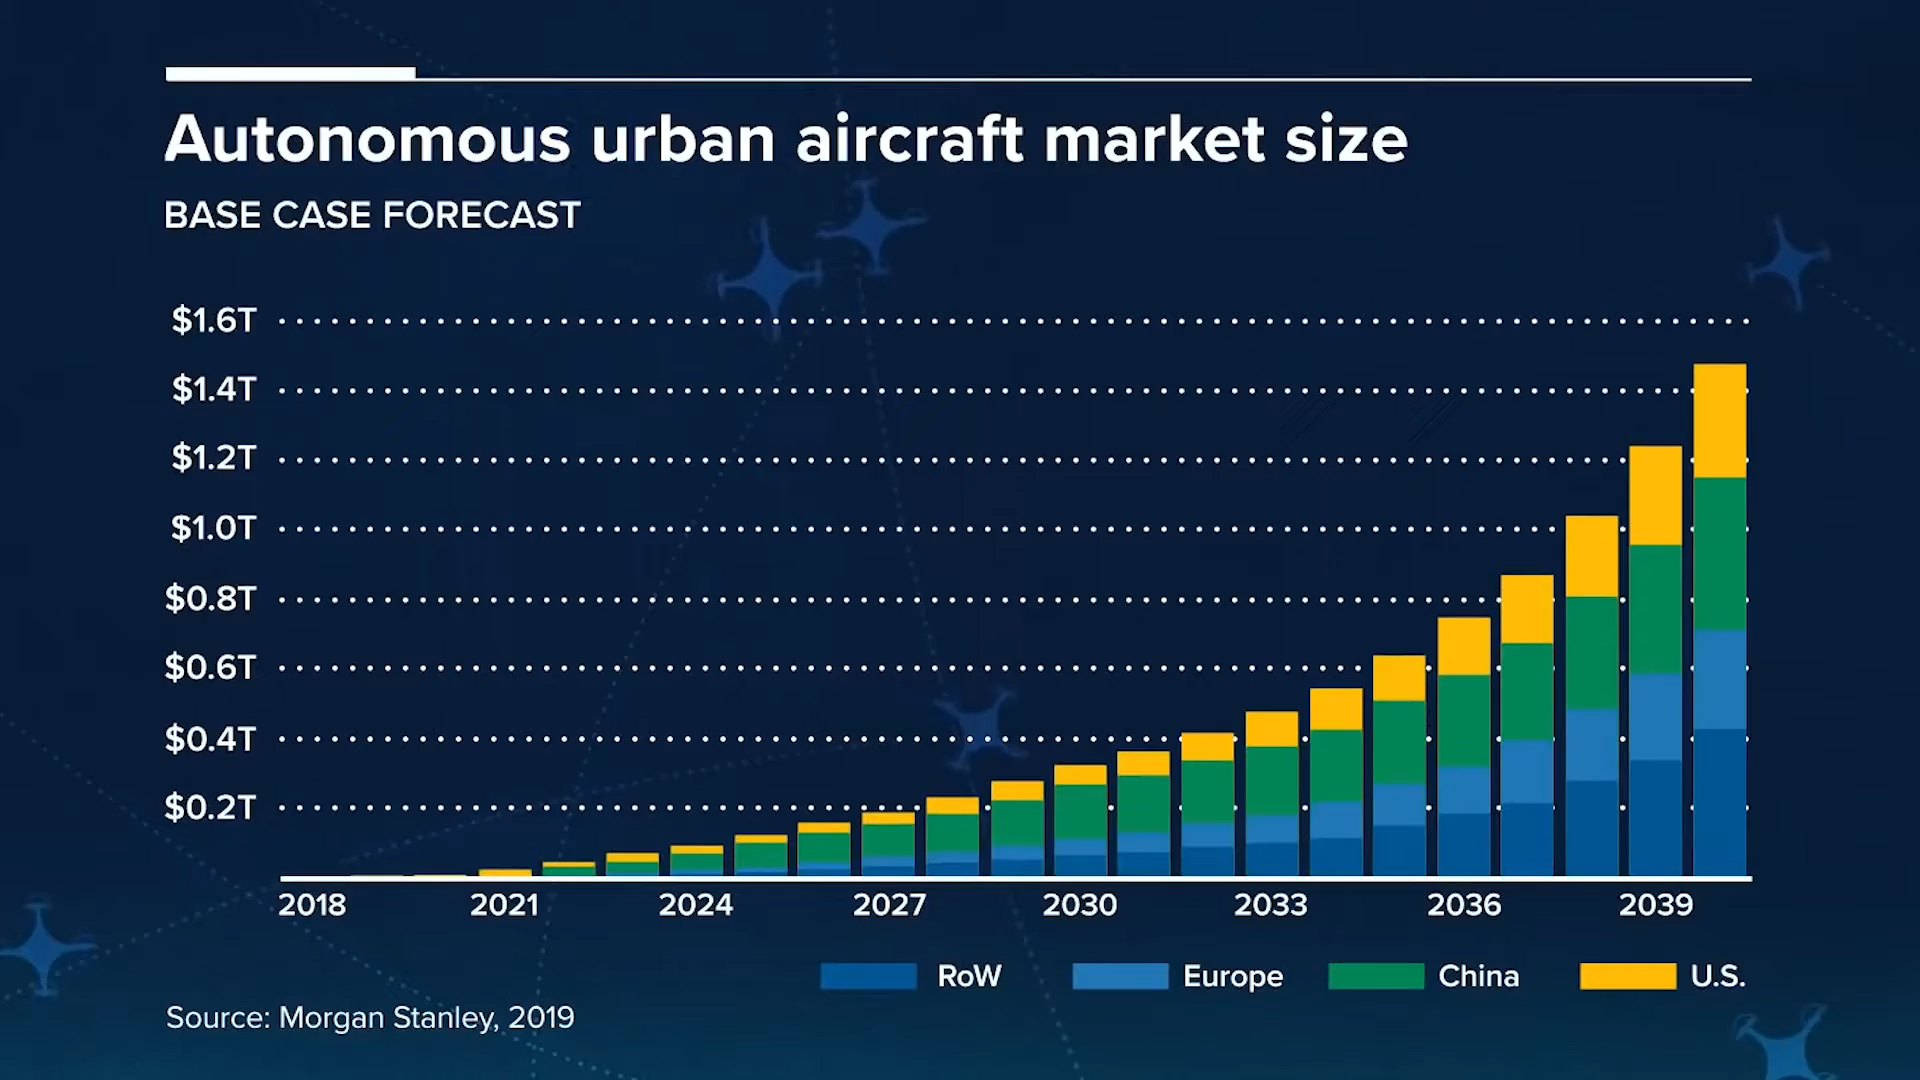 Autonomous urban aircraft market size
BASE CASE FORECAST
$1.6T
$1.4T
$1.2T
$1.0T
$0.8T
$0.6T
$0.4T
$0.2T
2018 2021 2024 2027 2030 2033 2036 2039
RoW Europe China U.S.
Source: Morgan Stanley, 2019